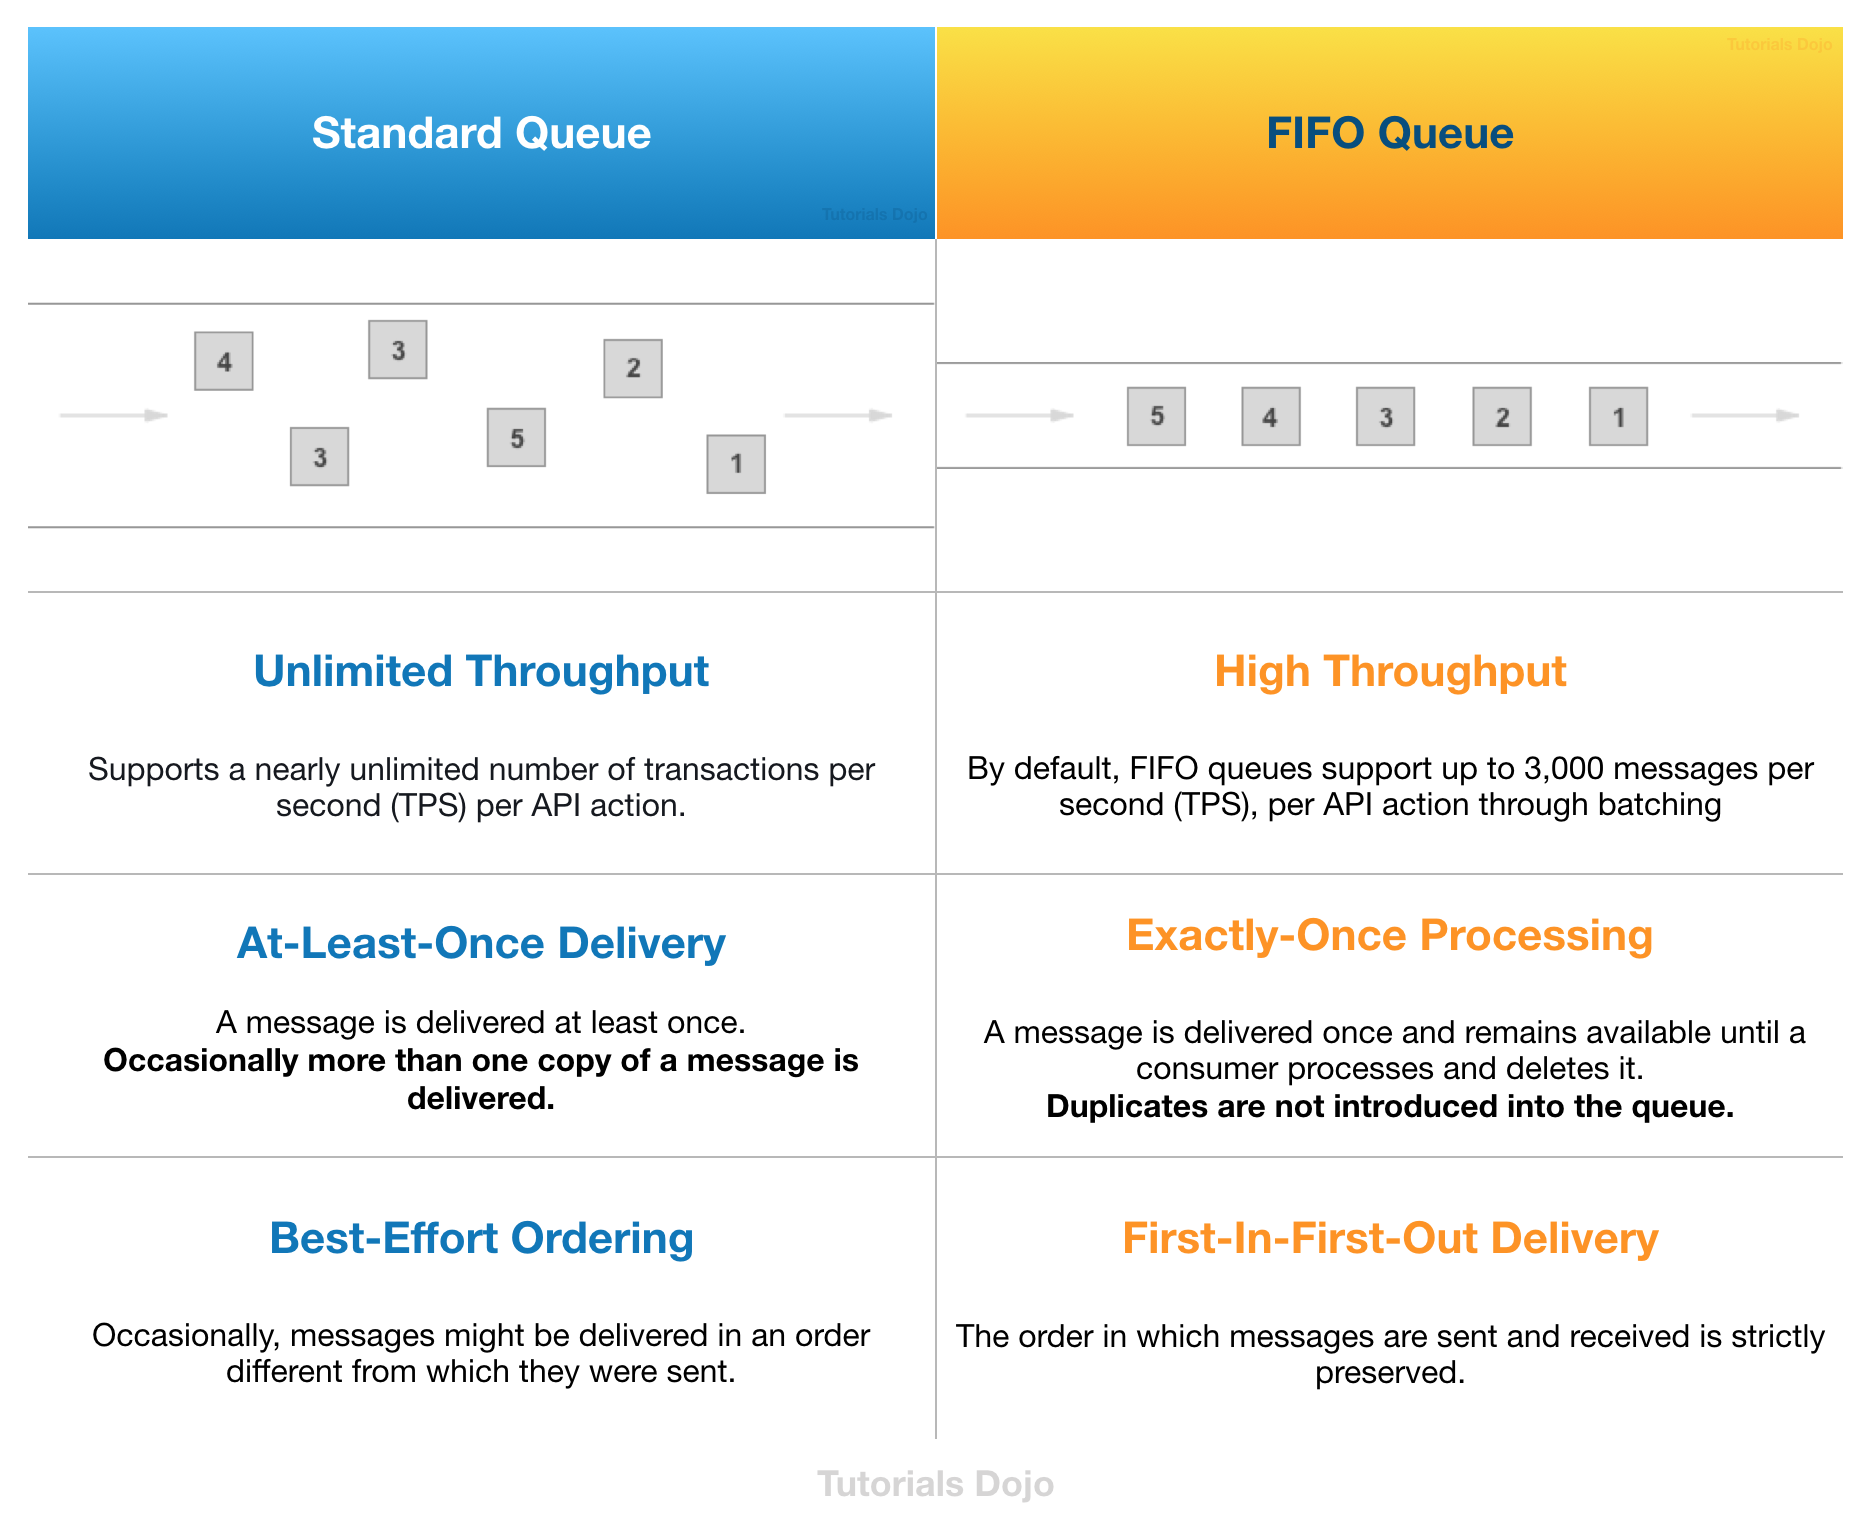 Standard Queue
Tutorials Dojo
FIFO Queue
Tutorials Dojo
4
3
2
3
5
1
5 4 3 2 1
Unlimited Throughput
Supports a nearly unlimited number of transactions per
second (TPS) per API action.
High Throughput
By default, FIFO queues support up to 3,000 messages per
second (TPS), per API action through batching
At-Least-Once Delivery
A message is delivered at least once.
Occasionally more than one copy of a message is
delivered.
Exactly-Once Processing
A message is delivered once and remains available until a
consumer processes and deletes it.
Duplicates are not introduced into the queue.
Best-Effort Ordering
Occasionally, messages might be delivered in an order
different from which they were sent.
First-In-First-Out Delivery
The order in which messages are sent and received is strictly
preserved.
Tutorials Dojo